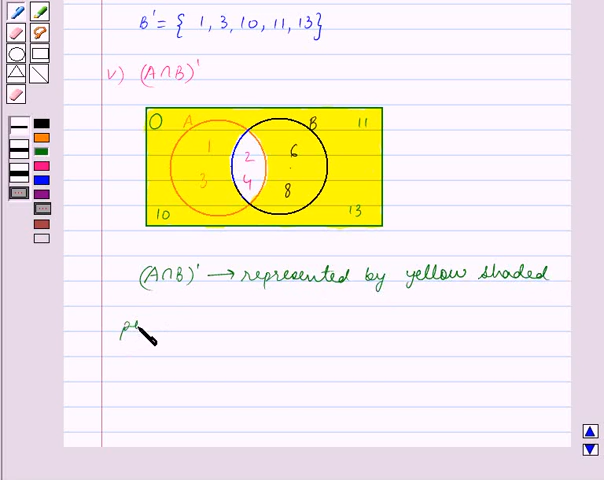 B' = { 1, 3, 10, 11, 13}
v) (A∩B)'
O A B 11
1 2 6
3 4 8
10 13
(A∩B)' → represented by yellow shaded